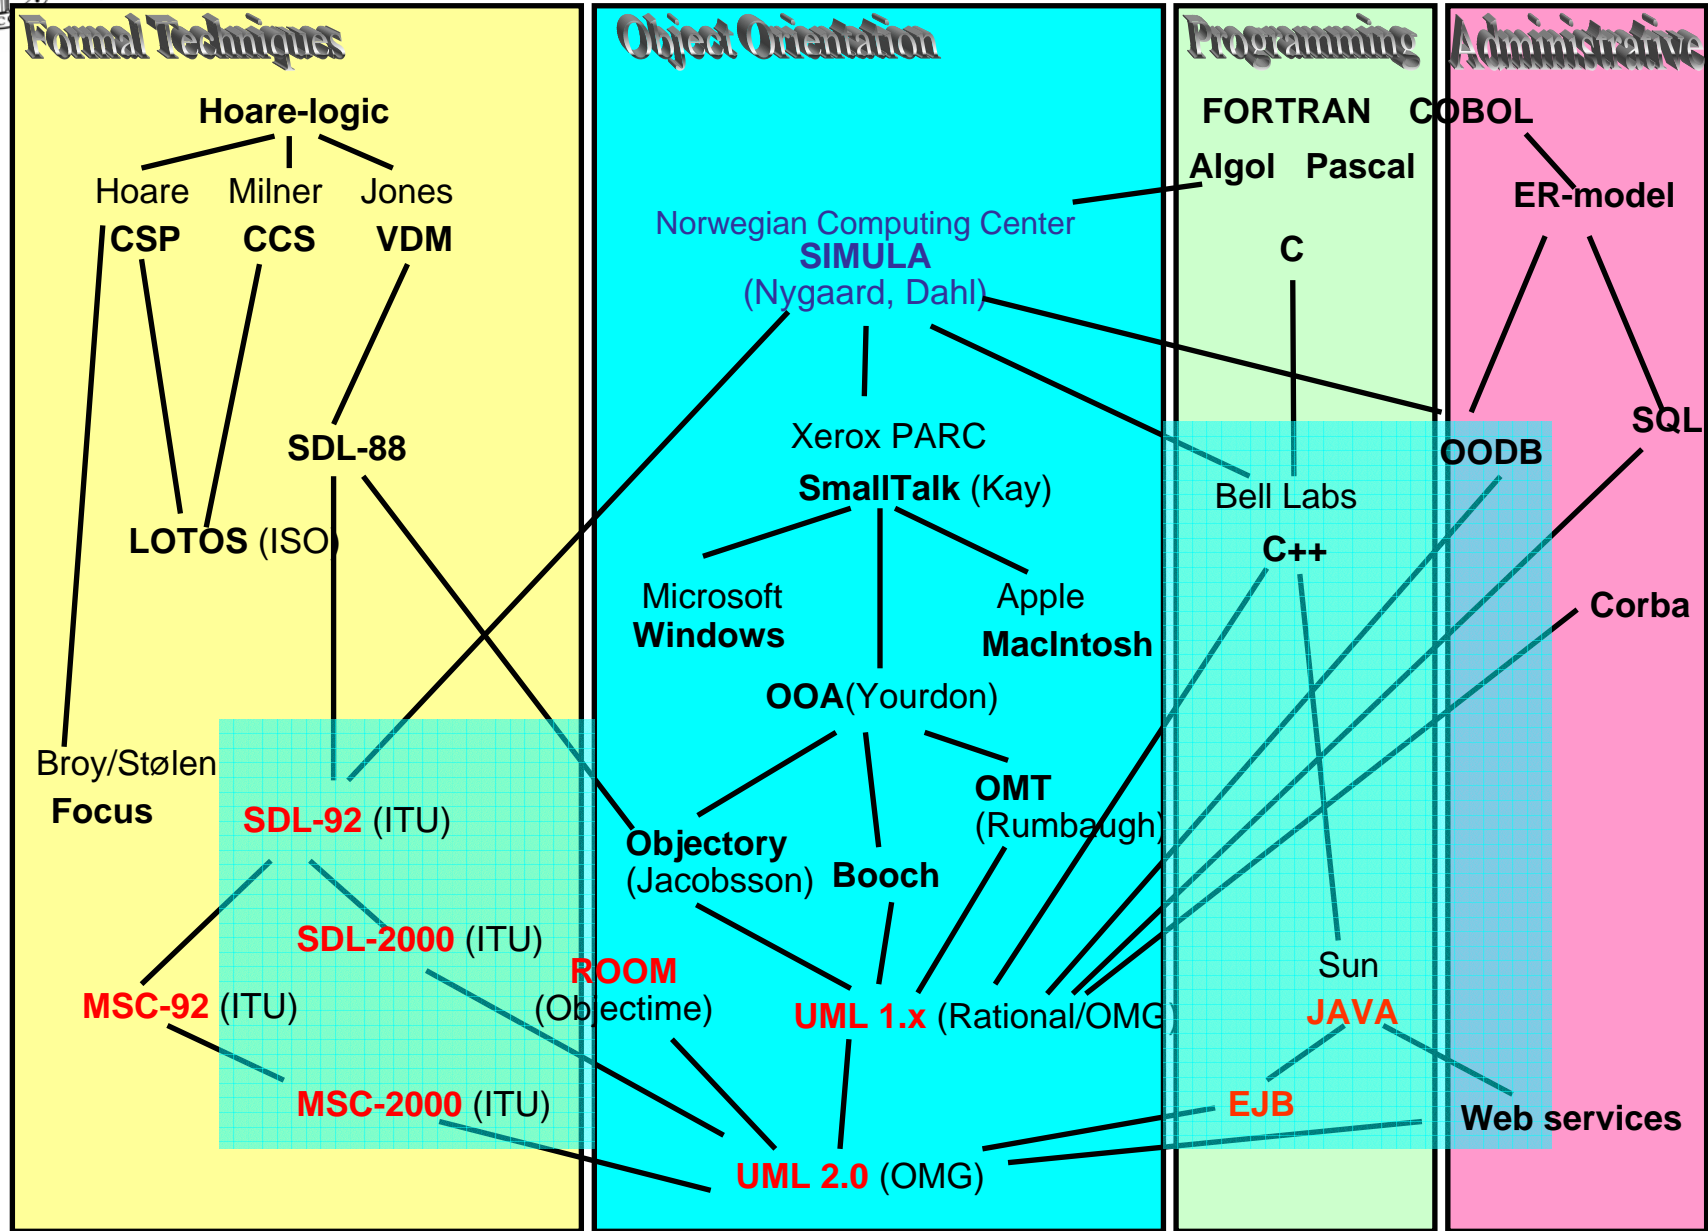 Formal Techniques
Hoare-logic
Hoare Milner Jones
CSP CCS VDM
SDL-88
LOTOS (ISO)
Broy/Stølen
Focus
SDL-92 (ITU)
SDL-2000 (ITU)
MSC-92 (ITU)
MSC-2000 (ITU)
Object Orientation
Norwegian Computing Center
SIMULA
(Nygaard, Dahl)
Xerox PARC
SmallTalk (Kay)
Microsoft
Windows
Apple
MacIntosh
OOA(Yourdon)
OMT
(Rumbaugh)
Objectory
(Jacobsson)
Booch
ROOM
(Objectime)
UML 1.x (Rational/OMG)
UML 2.0 (OMG)
Programming
FORTRAN
Algol Pascal
C
Bell Labs
C++
Sun
JAVA
EJB
Administrative
COBOL
ER-model
SQL
OODB
Corba
Web services